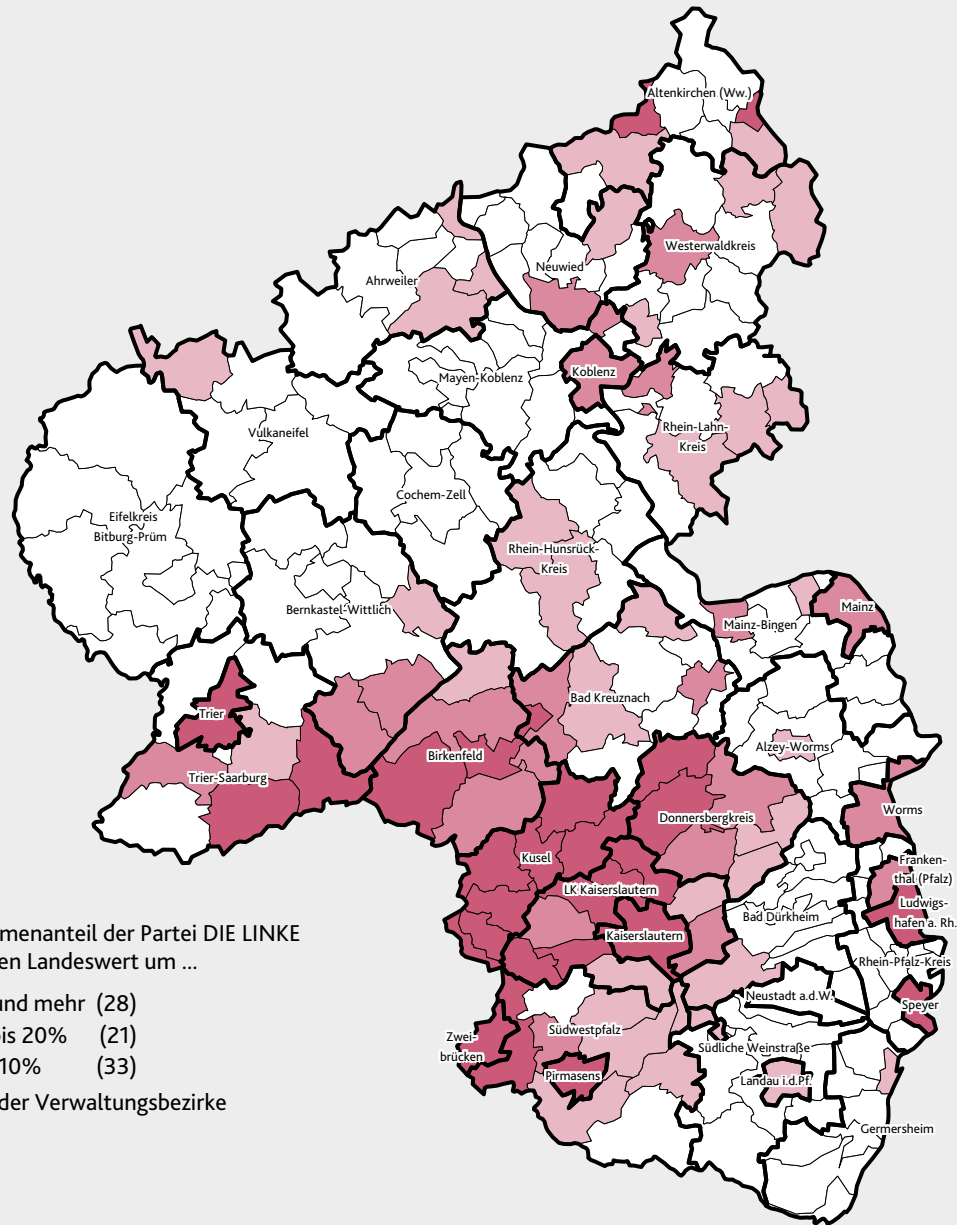 Altenkirchen (Ww.)
Westerwaldkreis
Neuwied
Ahrweiler
Koblenz
Mayen-Koblenz
Rhein-Lahn-
Kreis
Vulkaneifel
Cochem-Zell
Eifelkreis
Bitburg-Prüm
Rhein-Hunsrück-
Kreis
Bernkastel-Wittlich
Mainz
Mainz-Bingen
Bad Kreuznach
Trier
Alzey-Worms
Birkenfeld
Trier-Saarburg
Worms
Donnersbergkreis
Kusel
Franken-
thal (Pfalz)
LK Kaiserslautern
Ludwigs-
hafen a. Rh.
Bad Dürkheim
Kaiserslautern
Rhein-Pfalz-Kreis
Neustadt a.d.W.
Speyer
Zwei-
brücken
Südwestpfalz
Südliche Weinstraße
Pirmasens
Landau i.d.Pf.
Germersheim
menanteil der Partei DIE LINKE
en Landeswert um ...
und mehr (28)
is 20% (21)
10% (33)
der Verwaltungsbezirke